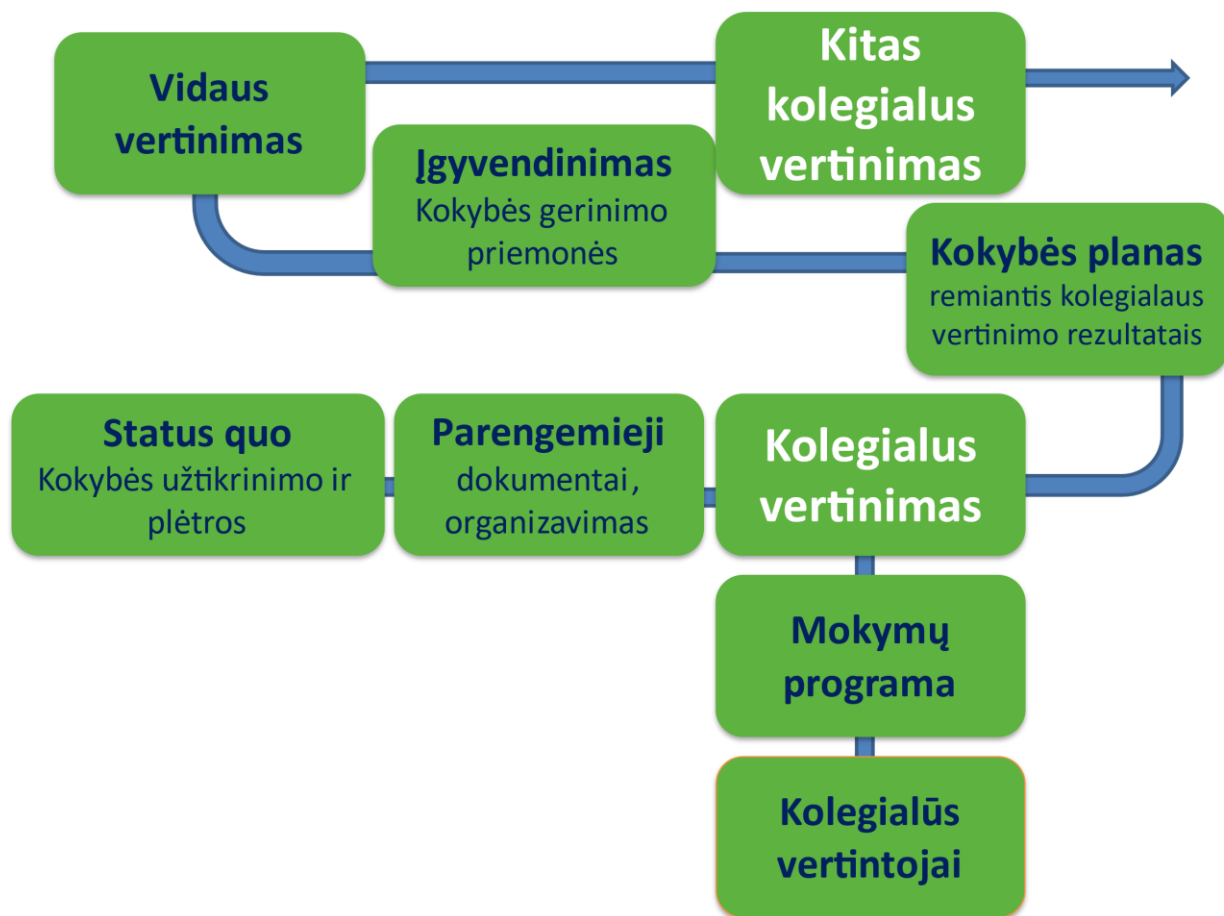 Vidaus
vertinimas
Kitas
kolegialus
vertinimas
Įgyvendinimas
Kokybės gerinimo
priemonės
Kokybės planas
remiantis kolegialaus
vertinimo rezultatais
Status quo
Kokybės užtikrinimo ir
plėtros
Parengemieji
dokumentai,
organizavimas
Kolegialus
vertinimas
Mokymų
programa
Kolegialūs
vertintojai